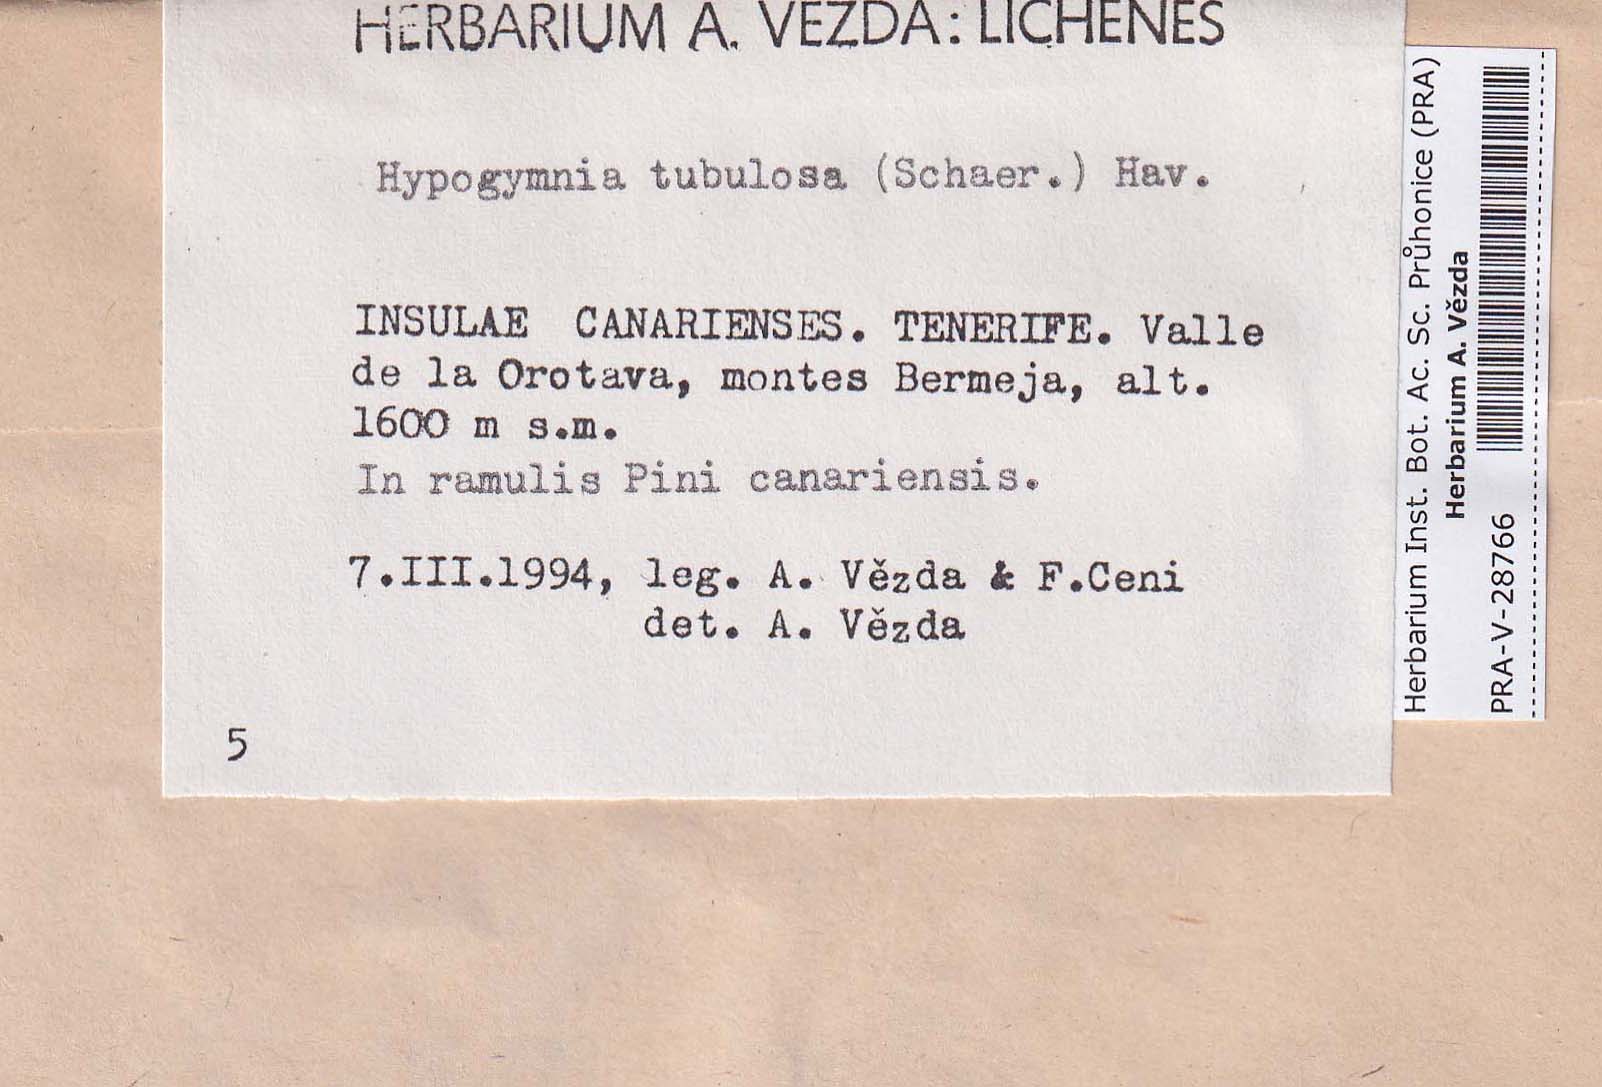 HERBARIUM A. VĚZDA: LICHENES
Hypogymnia tubulosa (Schaer.) Hav.
INSULAE CANARIENSES. TENERIFE. Valle
de la Orotava, montes Bermeja, alt.
1600 m s.m.
In ramulis Pini canariensis.
7.III.1994, leg. A. Vězda & F.Ceni
det. A. Vězda
5
Herbarium Inst. Bot. Ac. Sc. Průhonice (PRA)
Herbarium A. Vězda
PRA-V-28766